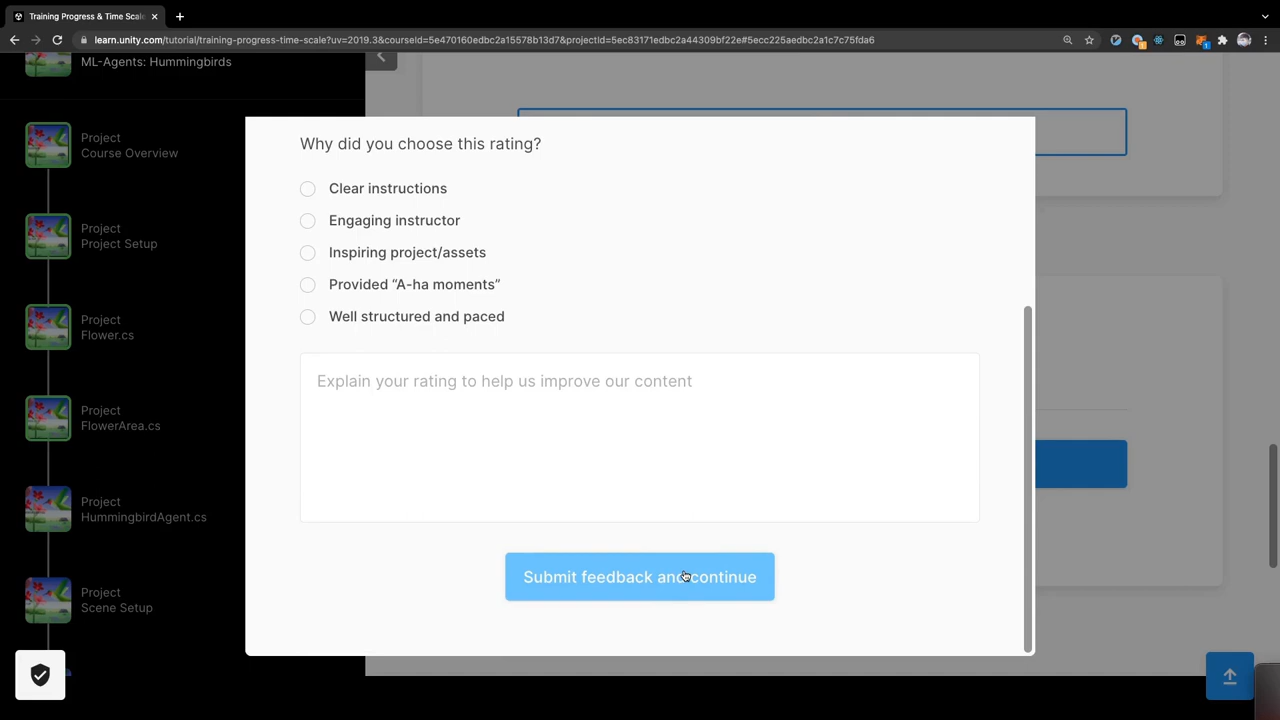 Training Progress & Time Scale
learn.unity.com/tutorial/training-progress-time-scale?uv=2019.3&courseId=5e470160edbc2a15578b13d7&projectId=5ec83171edbc2a44309bf22e#5ecc225aedbc2a1c7c75fda6
ML-Agents: Hummingbirds
Project
Course Overview
Project
Project Setup
Project
Flower.cs
Project
FlowerArea.cs
Project
HummingbirdAgent.cs
Project
Scene Setup
Why did you choose this rating?
Clear instructions
Engaging instructor
Inspiring project/assets
Provided “A-ha moments”
Well structured and paced
Explain your rating to help us improve our content
Submit feedback and continue